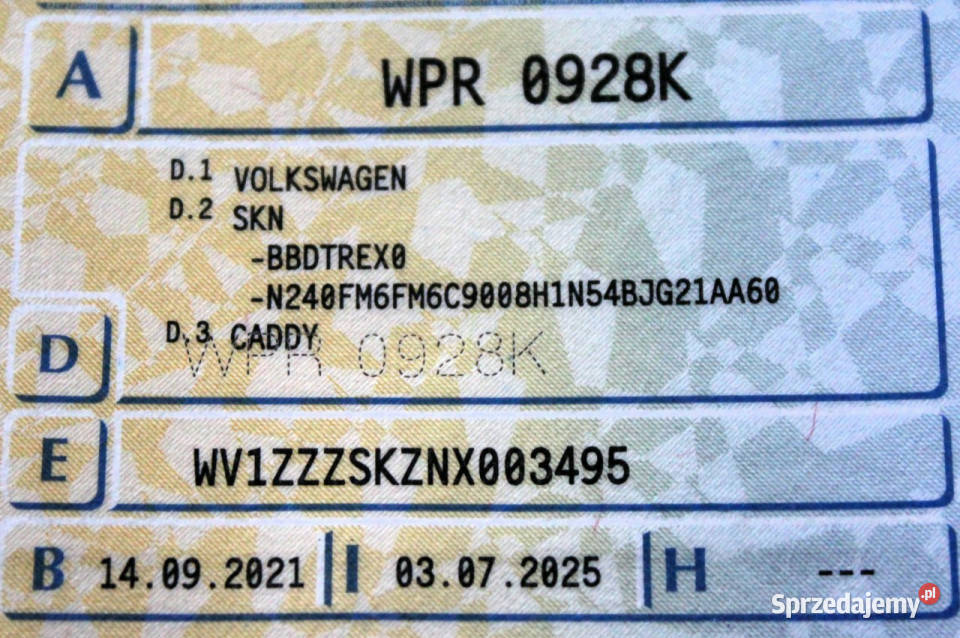 A WPR 0928K
D.1 VOLKSWAGEN
D.2 SKN
-BBDTREX0
-N240FM6FM6C9008H1N54BJG21AA60
D.3 CADDY
D WPR 0928K
E WV1ZZZSKZNX003495
B 14.09.2021 I 03.07.2025 H ---
Sprzedajemy.pl